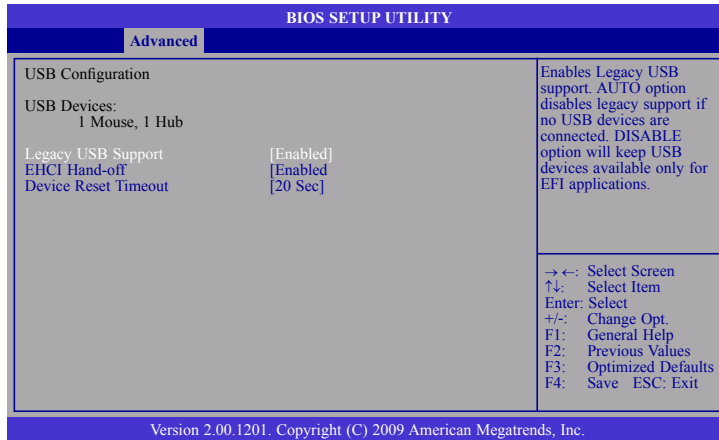 BIOS SETUP UTILITY
Advanced
USB Configuration
USB Devices:
1 Mouse, 1 Hub
Legacy USB Support [Enabled]
EHCI Hand-off [Enabled
Device Reset Timeout [20 Sec]
Enables Legacy USB
support. AUTO option
disables legacy support if
no USB devices are
connected. DISABLE
option will keep USB
devices available only for
EFI applications.
→←: Select Screen
↑↓: Select Item
Enter: Select
+/-: Change Opt.
F1: General Help
F2: Previous Values
F3: Optimized Defaults
F4: Save ESC: Exit
Version 2.00.1201. Copyright (C) 2009 American Megatrends, Inc.